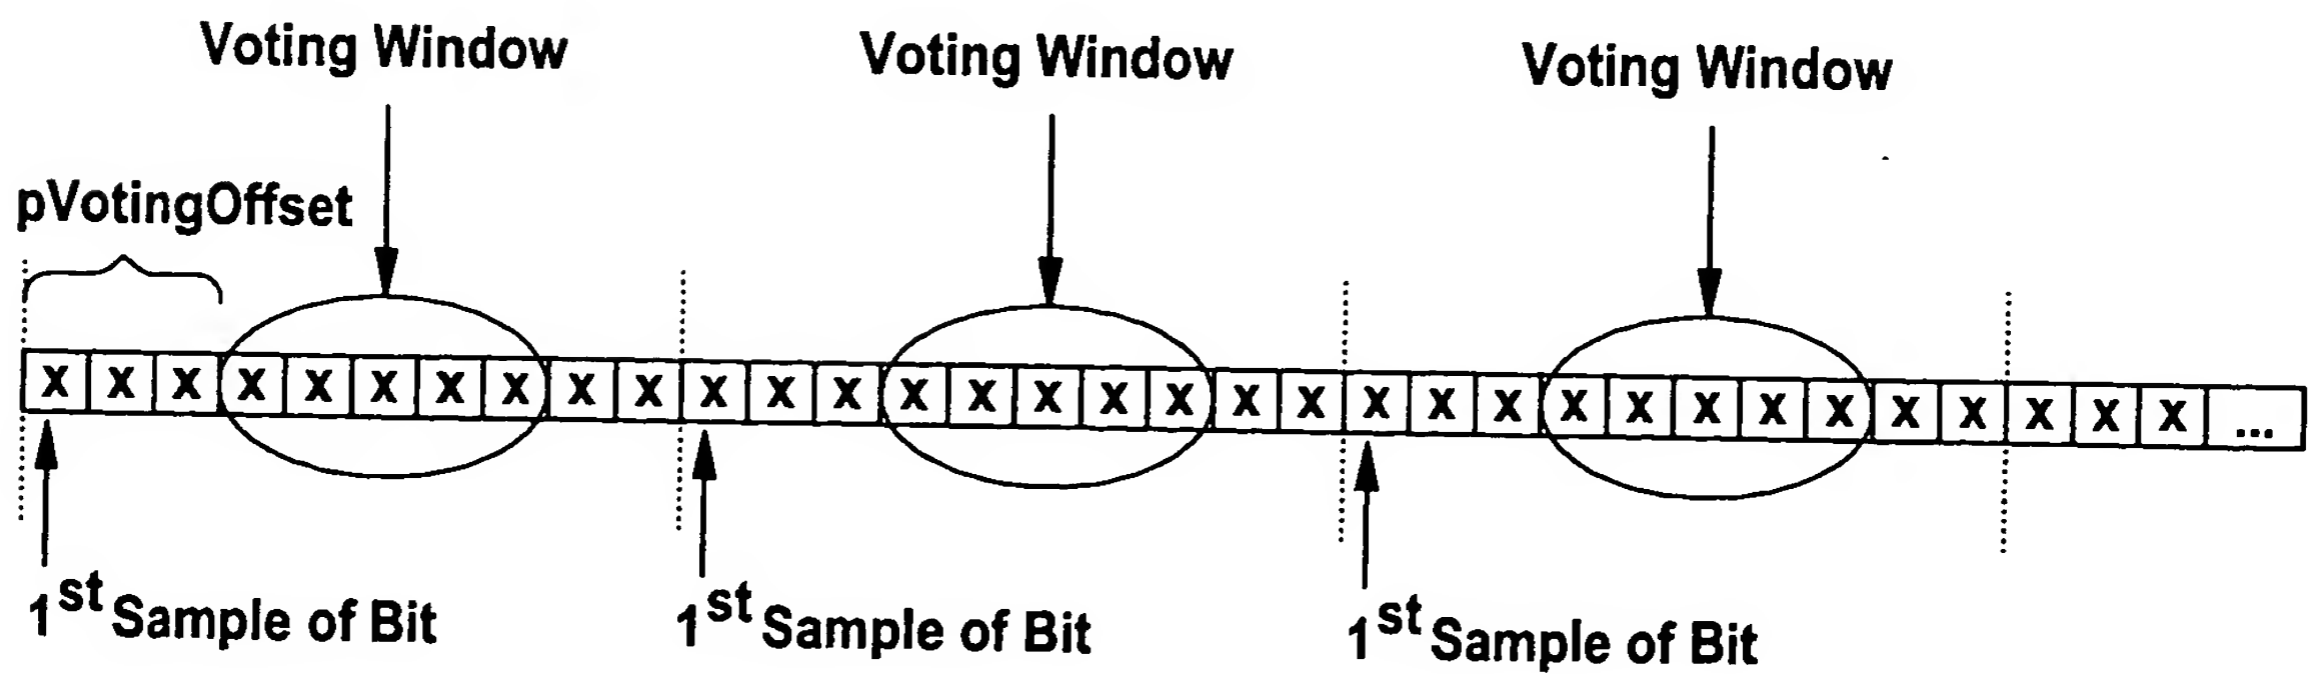 Voting Window
Voting Window
Voting Window
pVotingOffset
X X X X X X X X X X X X X X X X X X X X X X X X X X X X X X X X X ...
1st Sample of Bit
1st Sample of Bit
1st Sample of Bit